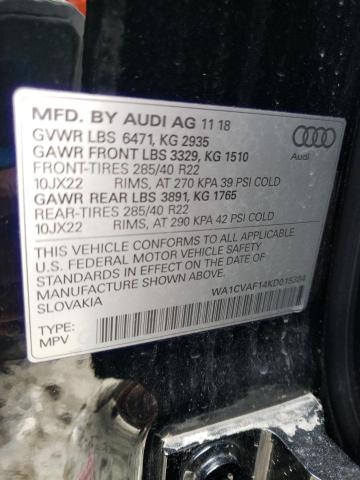 MFD. BY AUDI AG 11 18
GVWR LBS 6471, KG 2935
GAWR FRONT LBS 3329, KG 1510
FRONT-TIRES 285/40 R22
10JX22 RIMS, AT 270 KPA 39 PSI COLD
GAWR REAR LBS 3891, KG 1765
REAR-TIRES 285/40 R22
10JX22 RIMS, AT 290 KPA 42 PSI COLD
Audi
THIS VEHICLE CONFORMS TO ALL APPLICABLE
U.S. FEDERAL MOTOR VEHICLE SAFETY
STANDARDS IN EFFECT ON THE DATE OF
MANUFACTURE SHOWN ABOVE
SLOVAKIA
WA1CVAF14KD015304
TYPE:
MPV